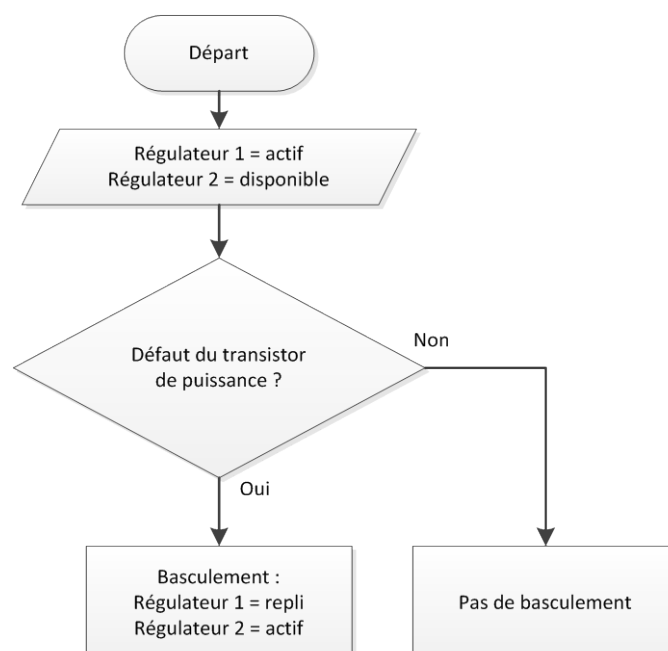 Départ
Régulateur 1 = actif
Régulateur 2 = disponible
Défaut du transistor
de puissance ?
Non
Oui
Basculement :
Régulateur 1 = repli
Régulateur 2 = actif
Pas de basculement